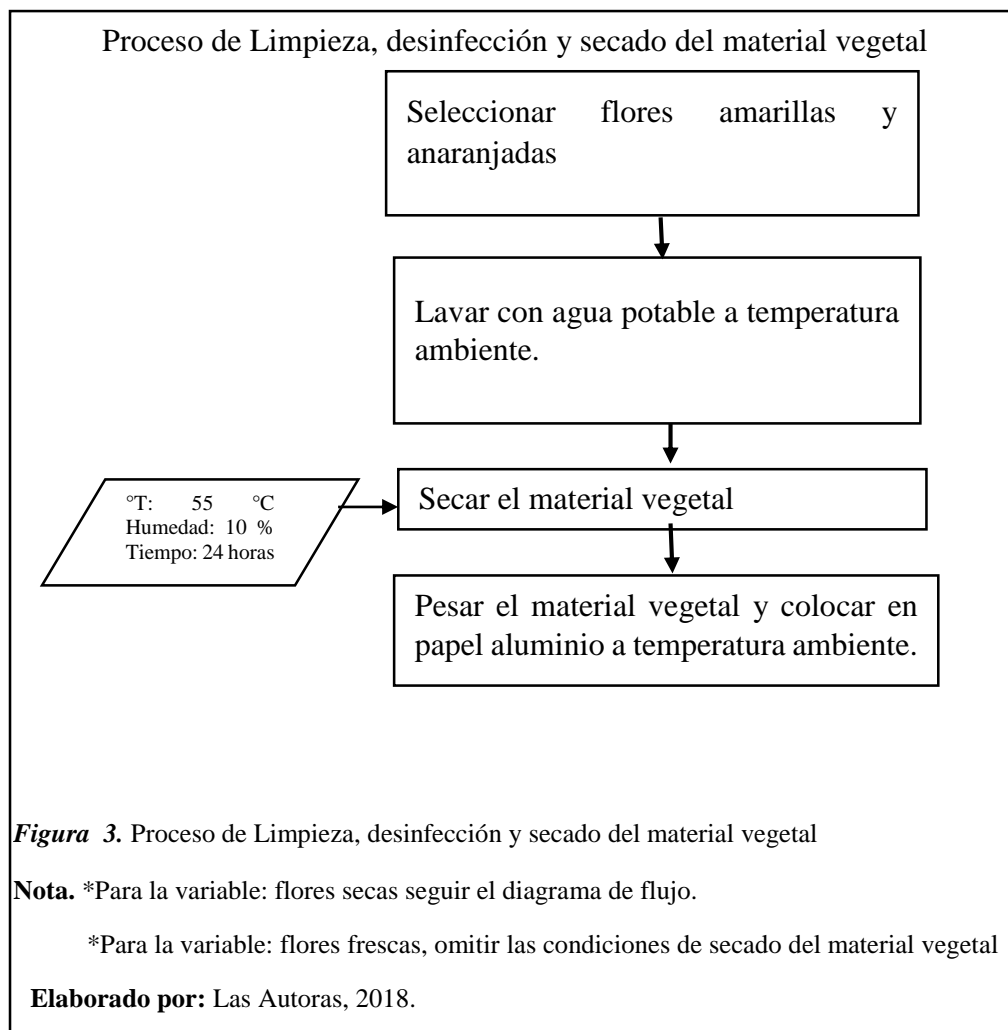 Proceso de Limpieza, desinfección y secado del material vegetal
Seleccionar flores amarillas y
anaranjadas
Lavar con agua potable a temperatura
ambiente.
°T: 55 °C
Humedad: 10 %
Tiempo: 24 horas
Secar el material vegetal
Pesar el material vegetal y colocar en
papel aluminio a temperatura ambiente.
Figura 3. Proceso de Limpieza, desinfección y secado del material vegetal
Nota. *Para la variable: flores secas seguir el diagrama de flujo.
*Para la variable: flores frescas, omitir las condiciones de secado del material vegetal
Elaborado por: Las Autoras, 2018.